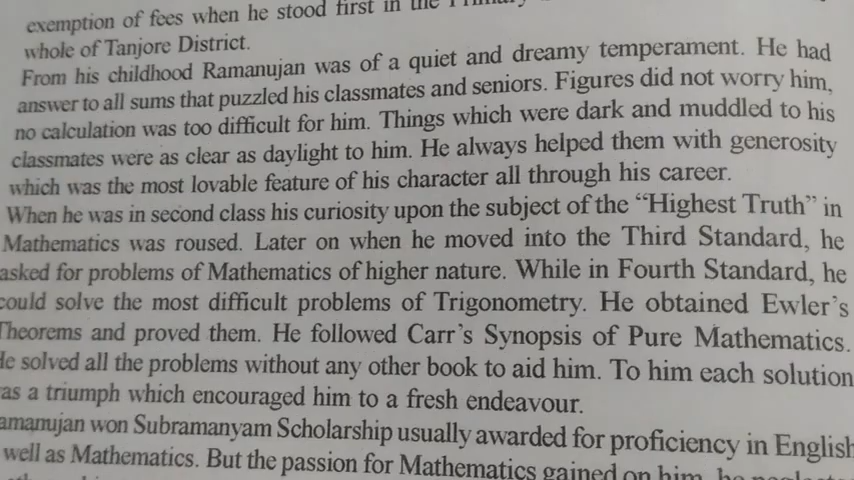 exemption of fees when he stood first in the Primary
whole of Tanjore District.
From his childhood Ramanujan was of a quiet and dreamy temperament. He had
answer to all sums that puzzled his classmates and seniors. Figures did not worry him,
no calculation was too difficult for him. Things which were dark and muddled to his
classmates were as clear as daylight to him. He always helped them with generosity
which was the most lovable feature of his character all through his career.
When he was in second class his curiosity upon the subject of the “Highest Truth” in
Mathematics was roused. Later on when he moved into the Third Standard, he
asked for problems of Mathematics of higher nature. While in Fourth Standard, he
could solve the most difficult problems of Trigonometry. He obtained Ewler’s
Theorems and proved them. He followed Carr’s Synopsis of Pure Mathematics.
He solved all the problems without any other book to aid him. To him each solution
as a triumph which encouraged him to a fresh endeavour.
amanujan won Subramanyam Scholarship usually awarded for proficiency in English
well as Mathematics. But the passion for Mathematics gained on him, he